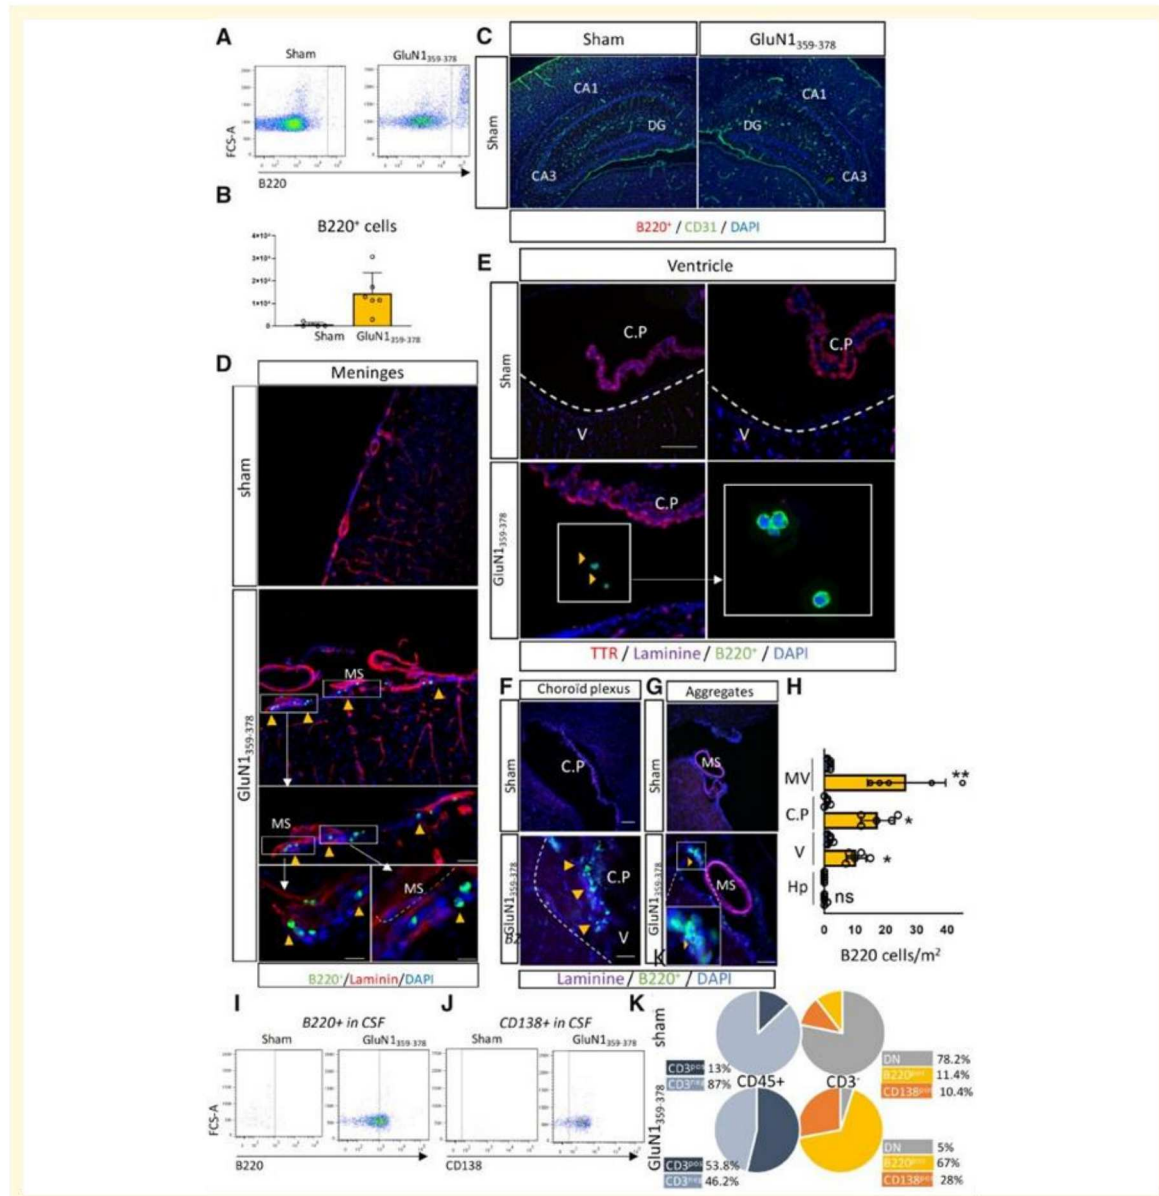 A
Sham
GluN1359-378
FCS-A
B220
B
B220+ cells
Sham
GluN1359-378
C
Sham
GluN1359-378
Sham
CA1
DG
CA3
CA1
DG
CA3
B220+ / CD31 / DAPI
D
Meninges
sham
GluN1359-378
MS
MS
MS
B220+/Laminin/DAPI
E
Ventricle
Sham
C.P
V
C.P
V
GluN1359-378
C.P
TTR / Laminine / B220+ / DAPI
F
Choroïd plexus
Sham
C.P
GluN1359-378
C.P
V
G
Aggregates
Sham
MS
GluN1359-378
MS
K
Laminine / B220+ / DAPI
H
MV
**
C.P
*
V
*
Hp
ns
0 10 20 30 40
B220 cells/m2
I
B220+ in CSF
Sham
GluN1359-378
FCS-A
B220
J
CD138+ in CSF
Sham
GluN1359-378
CD138
K
sham
CD3pos 13%
CD3neg 87%
CD45+
CD3-
DN 78.2%
B220pos 11.4%
CD138pos 10.4%
GluN1359-378
CD3pos 53.8%
CD3neg 46.2%
DN 5%
B220pos 67%
CD138pos 28%